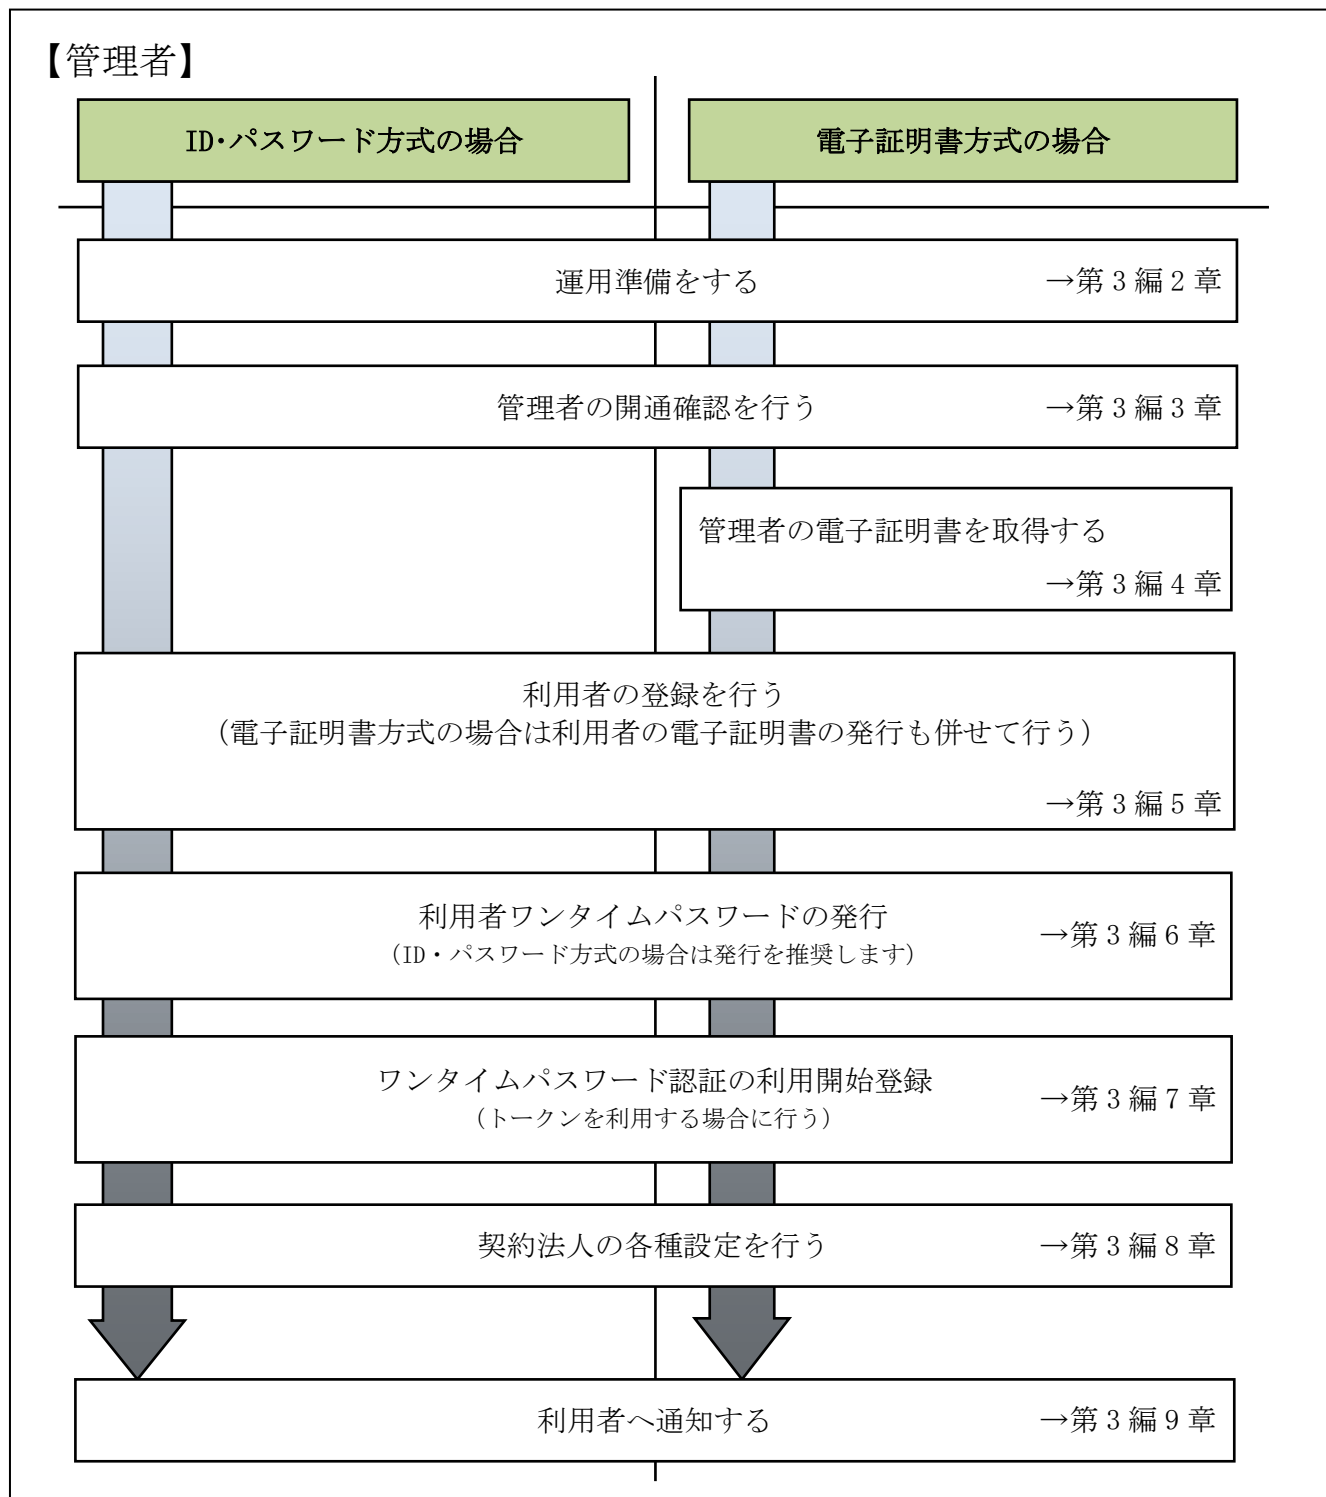 【管理者】
ID・パスワード方式の場合
電子証明書方式の場合
運用準備をする →第3編2章
管理者の開通確認を行う →第3編3章
管理者の電子証明書を取得する
→第3編4章
利用者の登録を行う
（電子証明書方式の場合は利用者の電子証明書の発行も併せて行う）
→第3編5章
利用者ワンタイムパスワードの発行
（ID・パスワード方式の場合は発行を推奨します）
→第3編6章
ワンタイムパスワード認証の利用開始登録
（トークンを利用する場合に行う）
→第3編7章
契約法人の各種設定を行う →第3編8章
利用者へ通知する →第3編9章